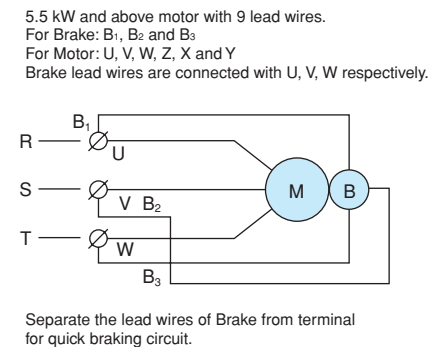 5.5 kW and above motor with 9 lead wires.
For Brake: B₁, B₂ and B₃
For Motor: U, V, W, Z, X and Y
Brake lead wires are connected with U, V, W respectively.
B₁
R
U
S
M
B
V B₂
T
W
B₃
Separate the lead wires of Brake from terminal
for quick braking circuit.